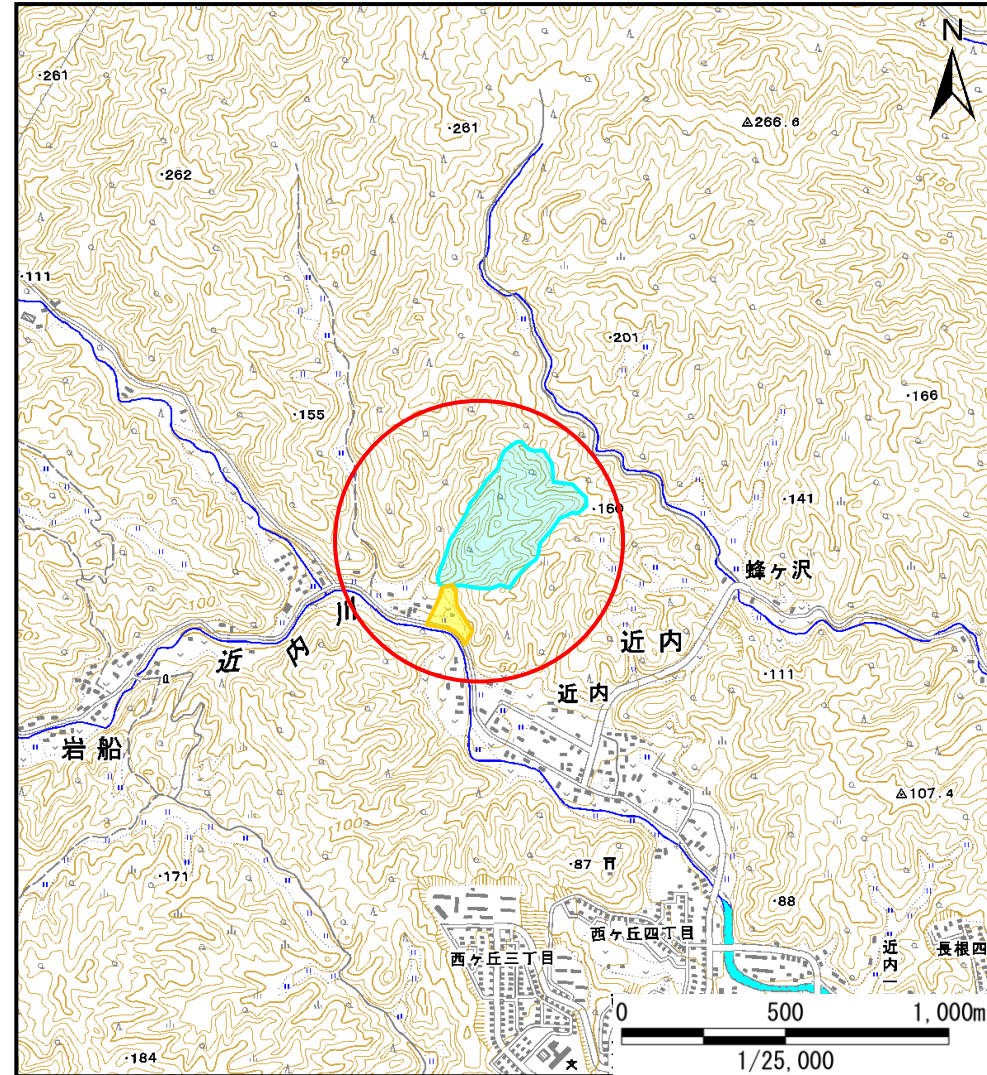 N
・261
・261
△266.6
・262
150
150
・111
・201
・155
・166
・160
・141
蜂ヶ沢
100
近内川
近内
50
・111
近内
岩船
△107.4
100
・87
・171
・88
西ヶ丘四丁目
西ヶ丘三丁目
近内一
長根四
0 500 1,000m
1/25,000
・184